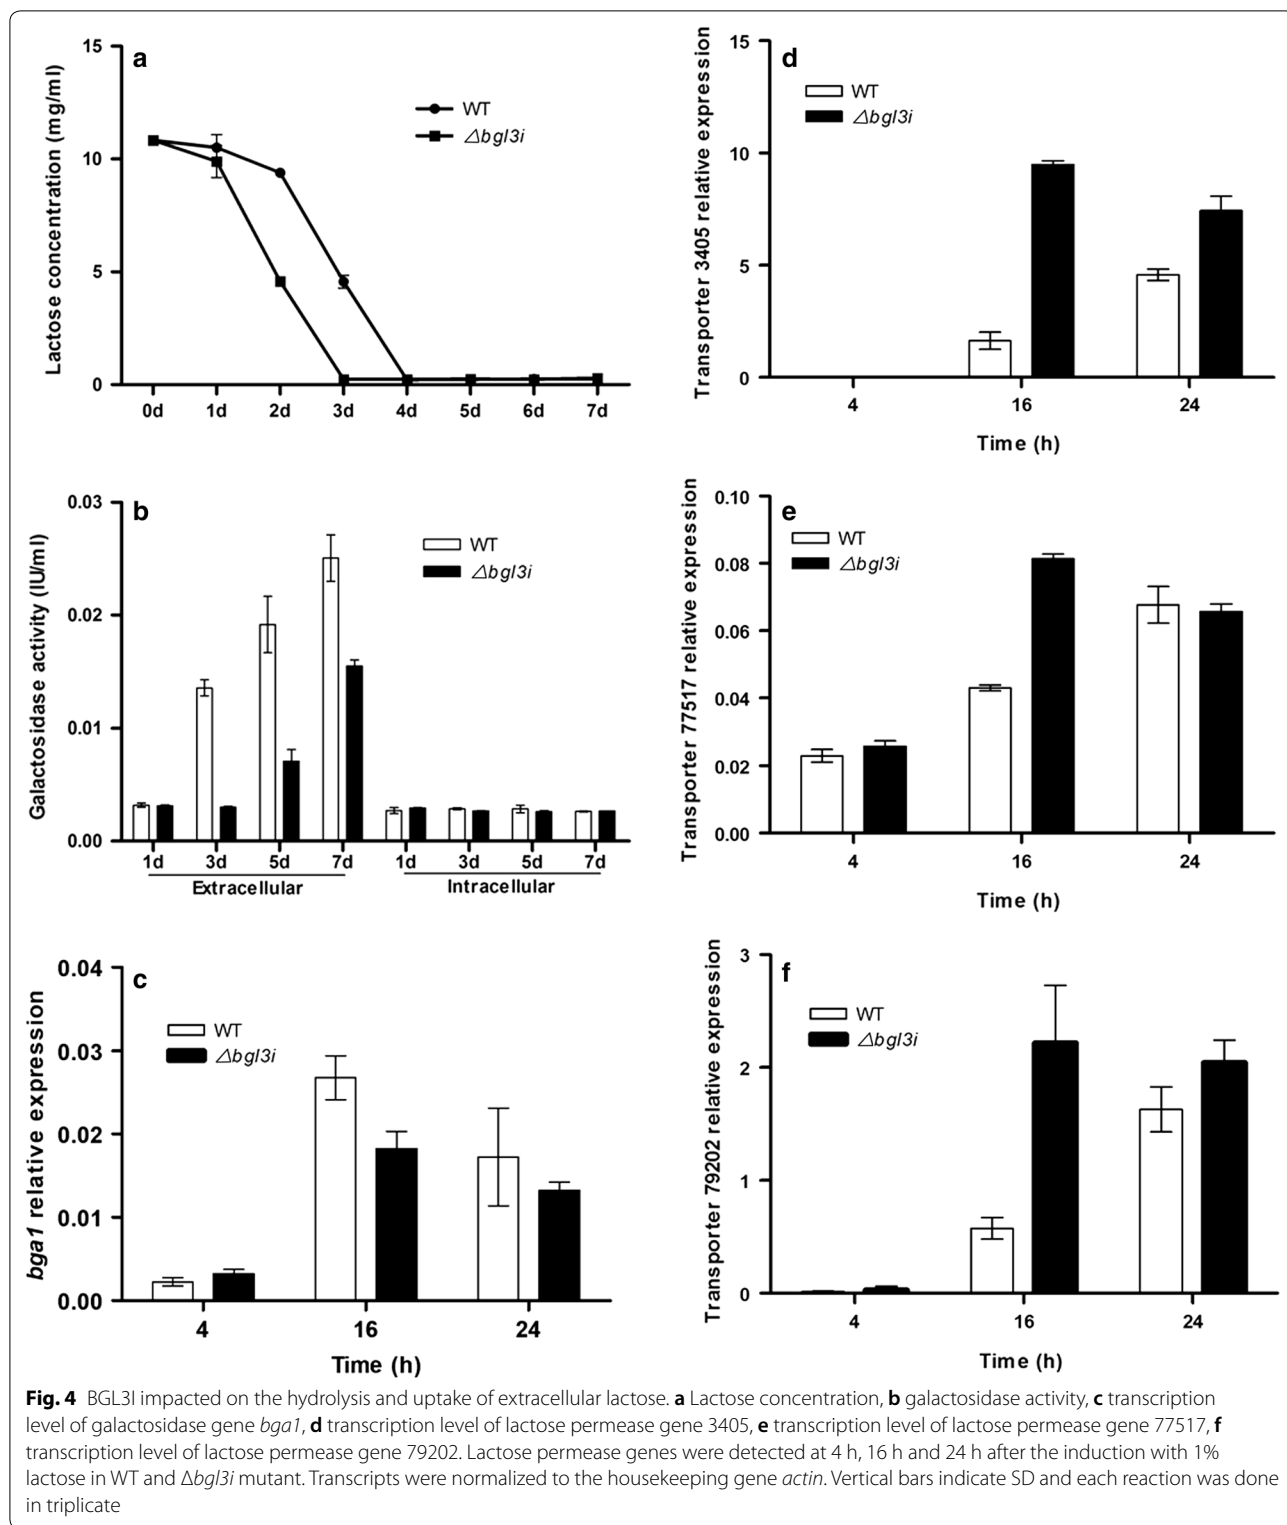 a
Lactose concentration (mg/ml)
15
10
5
0
WT
△bgl3i
0d 1d 2d 3d 4d 5d 6d 7d
d
Transporter 3405 relative expression
15
10
5
0
WT
△bgl3i
4 16 24
Time (h)
b
Galactosidase activity (IU/ml)
0.03
0.02
0.01
0.00
WT
△bgl3i
1d 3d 5d 7d 1d 3d 5d 7d
Extracellular Intracellular
e
Transporter 77517 relative expression
0.10
0.08
0.06
0.04
0.02
0.00
WT
△bgl3i
4 16 24
Time (h)
c
bga1 relative expression
0.04
0.03
0.02
0.01
0.00
WT
△bgl3i
4 16 24
Time (h)
f
Transporter 79202 relative expression
3
2
1
0
WT
△bgl3i
4 16 24
Time (h)
Fig. 4 BGL3I impacted on the hydrolysis and uptake of extracellular lactose. a Lactose concentration, b galactosidase activity, c transcription
level of galactosidase gene bga1, d transcription level of lactose permease gene 3405, e transcription level of lactose permease gene 77517, f
transcription level of lactose permease gene 79202. Lactose permease genes were detected at 4 h, 16 h and 24 h after the induction with 1%
lactose in WT and Δbgl3i mutant. Transcripts were normalized to the housekeeping gene actin. Vertical bars indicate SD and each reaction was done
in triplicate